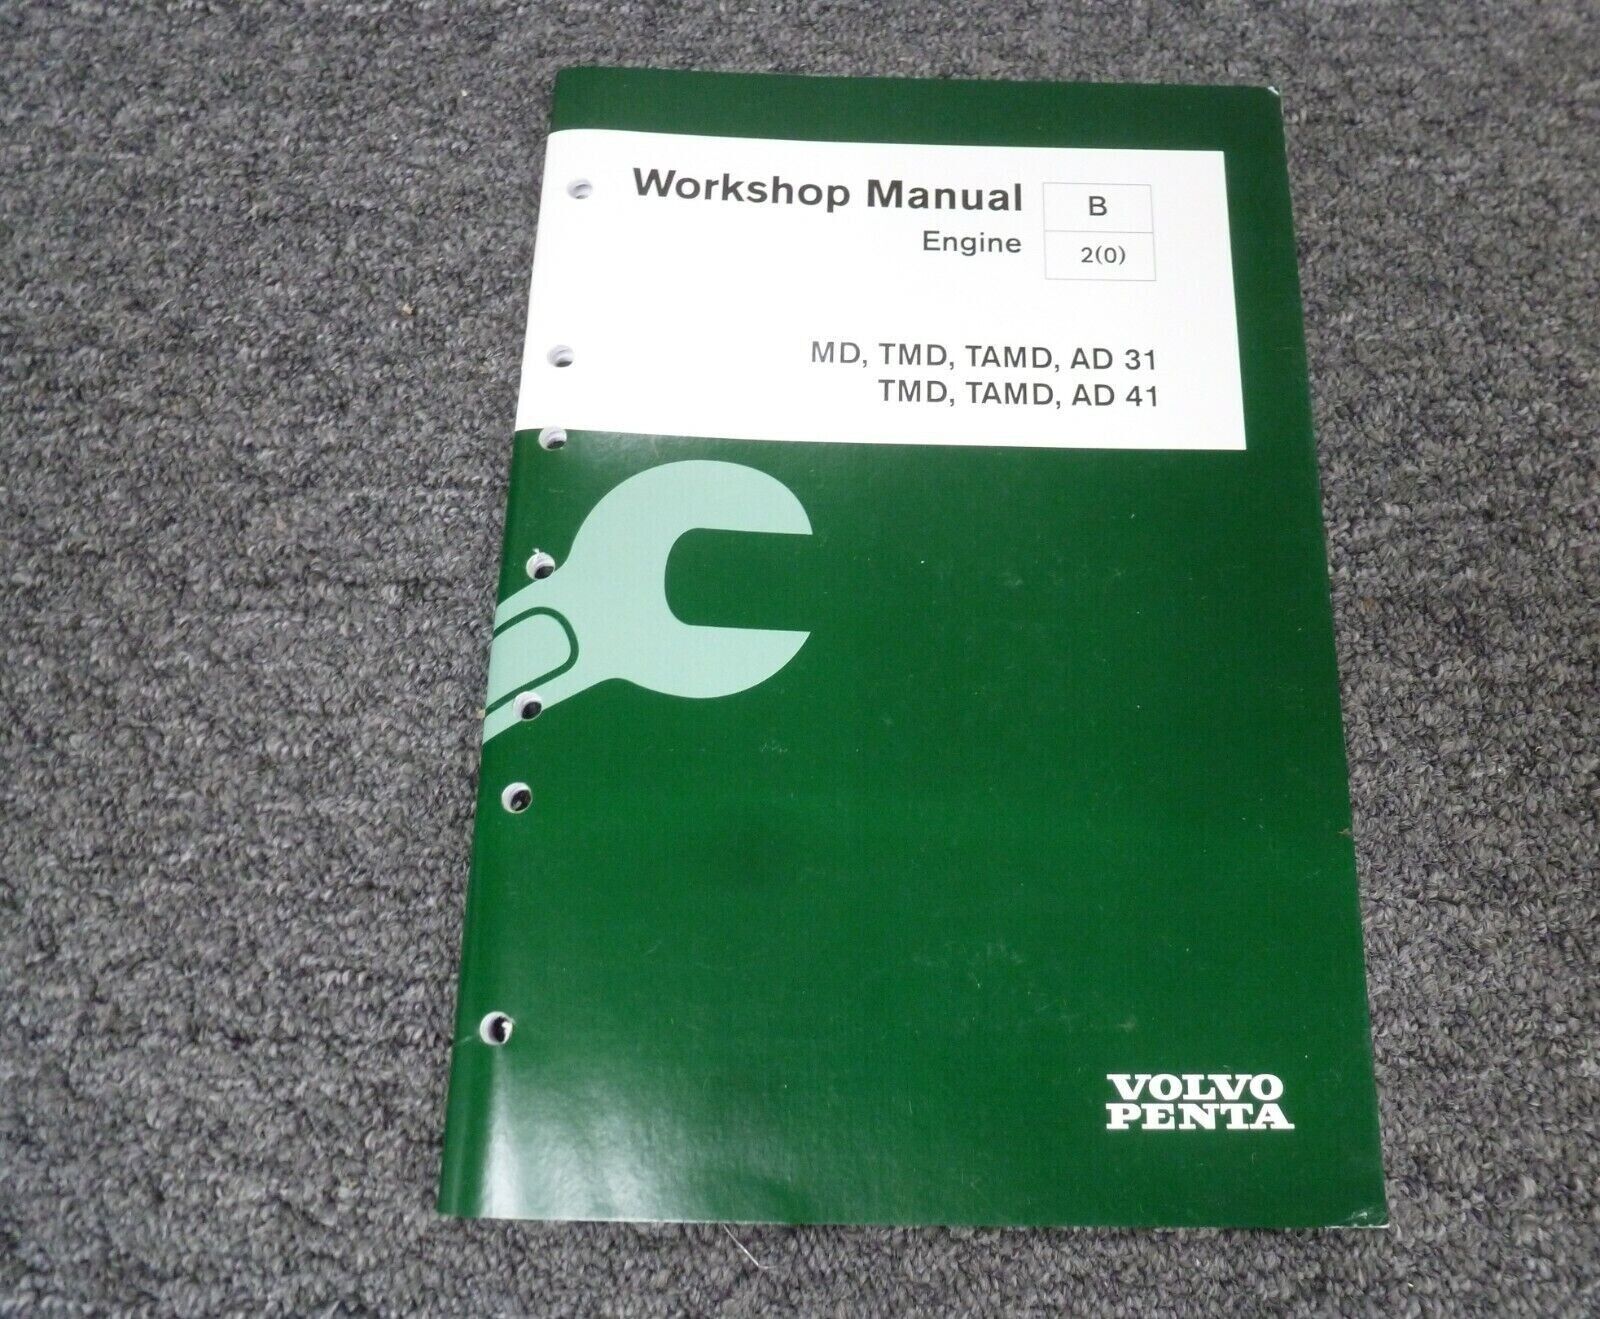 Workshop Manual
Engine
B
2(0)
MD, TMD, TAMD, AD 31
TMD, TAMD, AD 41
VOLVO
PENTA